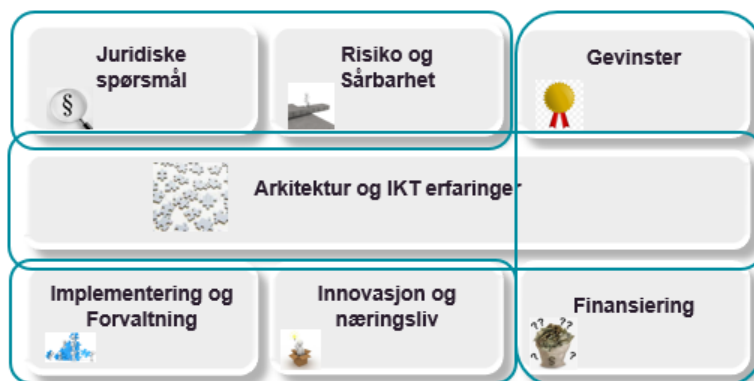 Juridiske
spørsmål
§
Risiko og
Sårbarhet
Gevinster
Arkitektur og IKT erfaringer
Implementering og
Forvaltning
Innovasjon og
næringsliv
Finansiering
?? ??
? ?
§